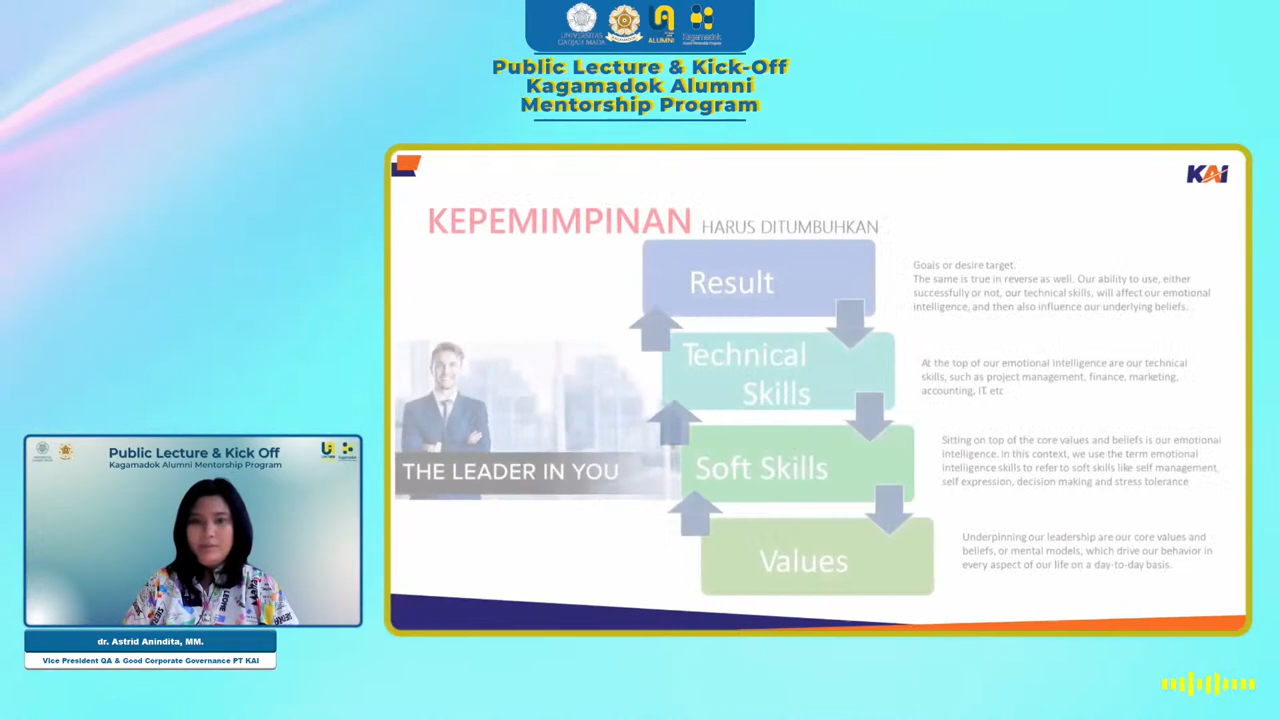 UNIVERSITAS
GADJAH MADA
KAGAMADOK
ALUMNI
Kagamadok
Public Lecture & Kick-Off
Kagamadok Alumni
Mentorship Program
KAI
KEPEMIMPINAN HARUS DITUMBUHKAN
Result
Goals or desire target.
The same is true in reverse as well. Our ability to use, either
successfully or not, our technical skills, will affect our emotional
intelligence, and then also influence our underlying beliefs.
Technical
Skills
At the top of our emotional intelligence are our technical
skills, such as project management, finance, marketing,
accounting, IT. etc
THE LEADER IN YOU
Soft Skills
Sitting on top of the core values and beliefs is our emotional
intelligence. In this context, we use the term emotional
intelligence skills to refer to soft skills like self management,
self expression, decision making and stress tolerance
Values
Underpinning our leadership are our core values and
beliefs, or mental models, which drive our behavior in
every aspect of our life on a day-to-day basis.
Public Lecture & Kick Off
Kagamadok Alumni Mentorship Program
dr. Astrid Anindita, MM.
Vice President QA & Good Corporate Governance PT KAI